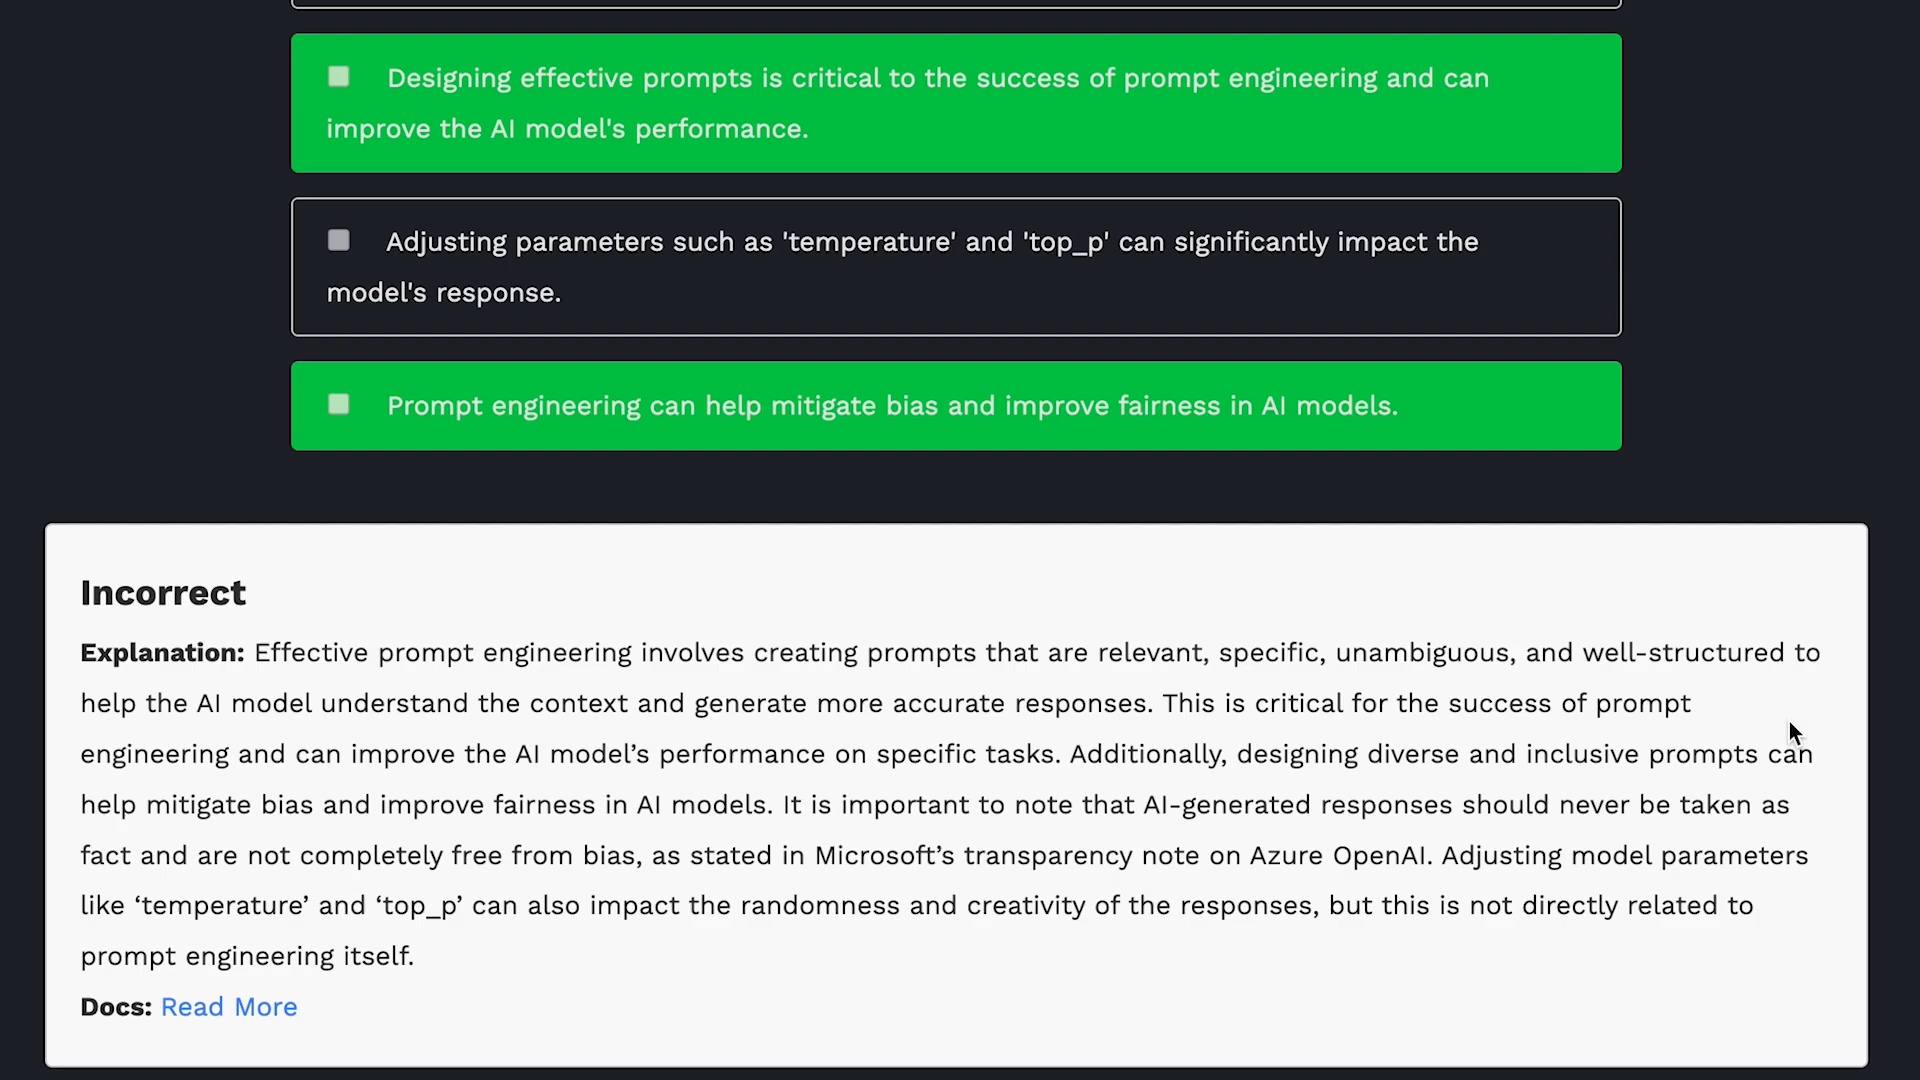 Designing effective prompts is critical to the success of prompt engineering and can
improve the AI model's performance.
Adjusting parameters such as 'temperature' and 'top_p' can significantly impact the
model's response.
Prompt engineering can help mitigate bias and improve fairness in AI models.
Incorrect
Explanation: Effective prompt engineering involves creating prompts that are relevant, specific, unambiguous, and well-structured to
help the AI model understand the context and generate more accurate responses. This is critical for the success of prompt
engineering and can improve the AI model’s performance on specific tasks. Additionally, designing diverse and inclusive prompts can
help mitigate bias and improve fairness in AI models. It is important to note that AI-generated responses should never be taken as
fact and are not completely free from bias, as stated in Microsoft’s transparency note on Azure OpenAI. Adjusting model parameters
like ‘temperature’ and ‘top_p’ can also impact the randomness and creativity of the responses, but this is not directly related to
prompt engineering itself.
Docs: Read More